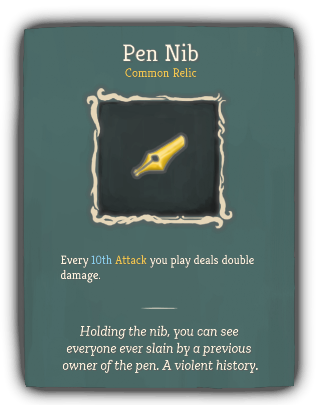 Pen Nib
Common Relic
Every 10th Attack you play deals double
damage.
Holding the nib, you can see
everyone ever slain by a previous
owner of the pen. A violent history.